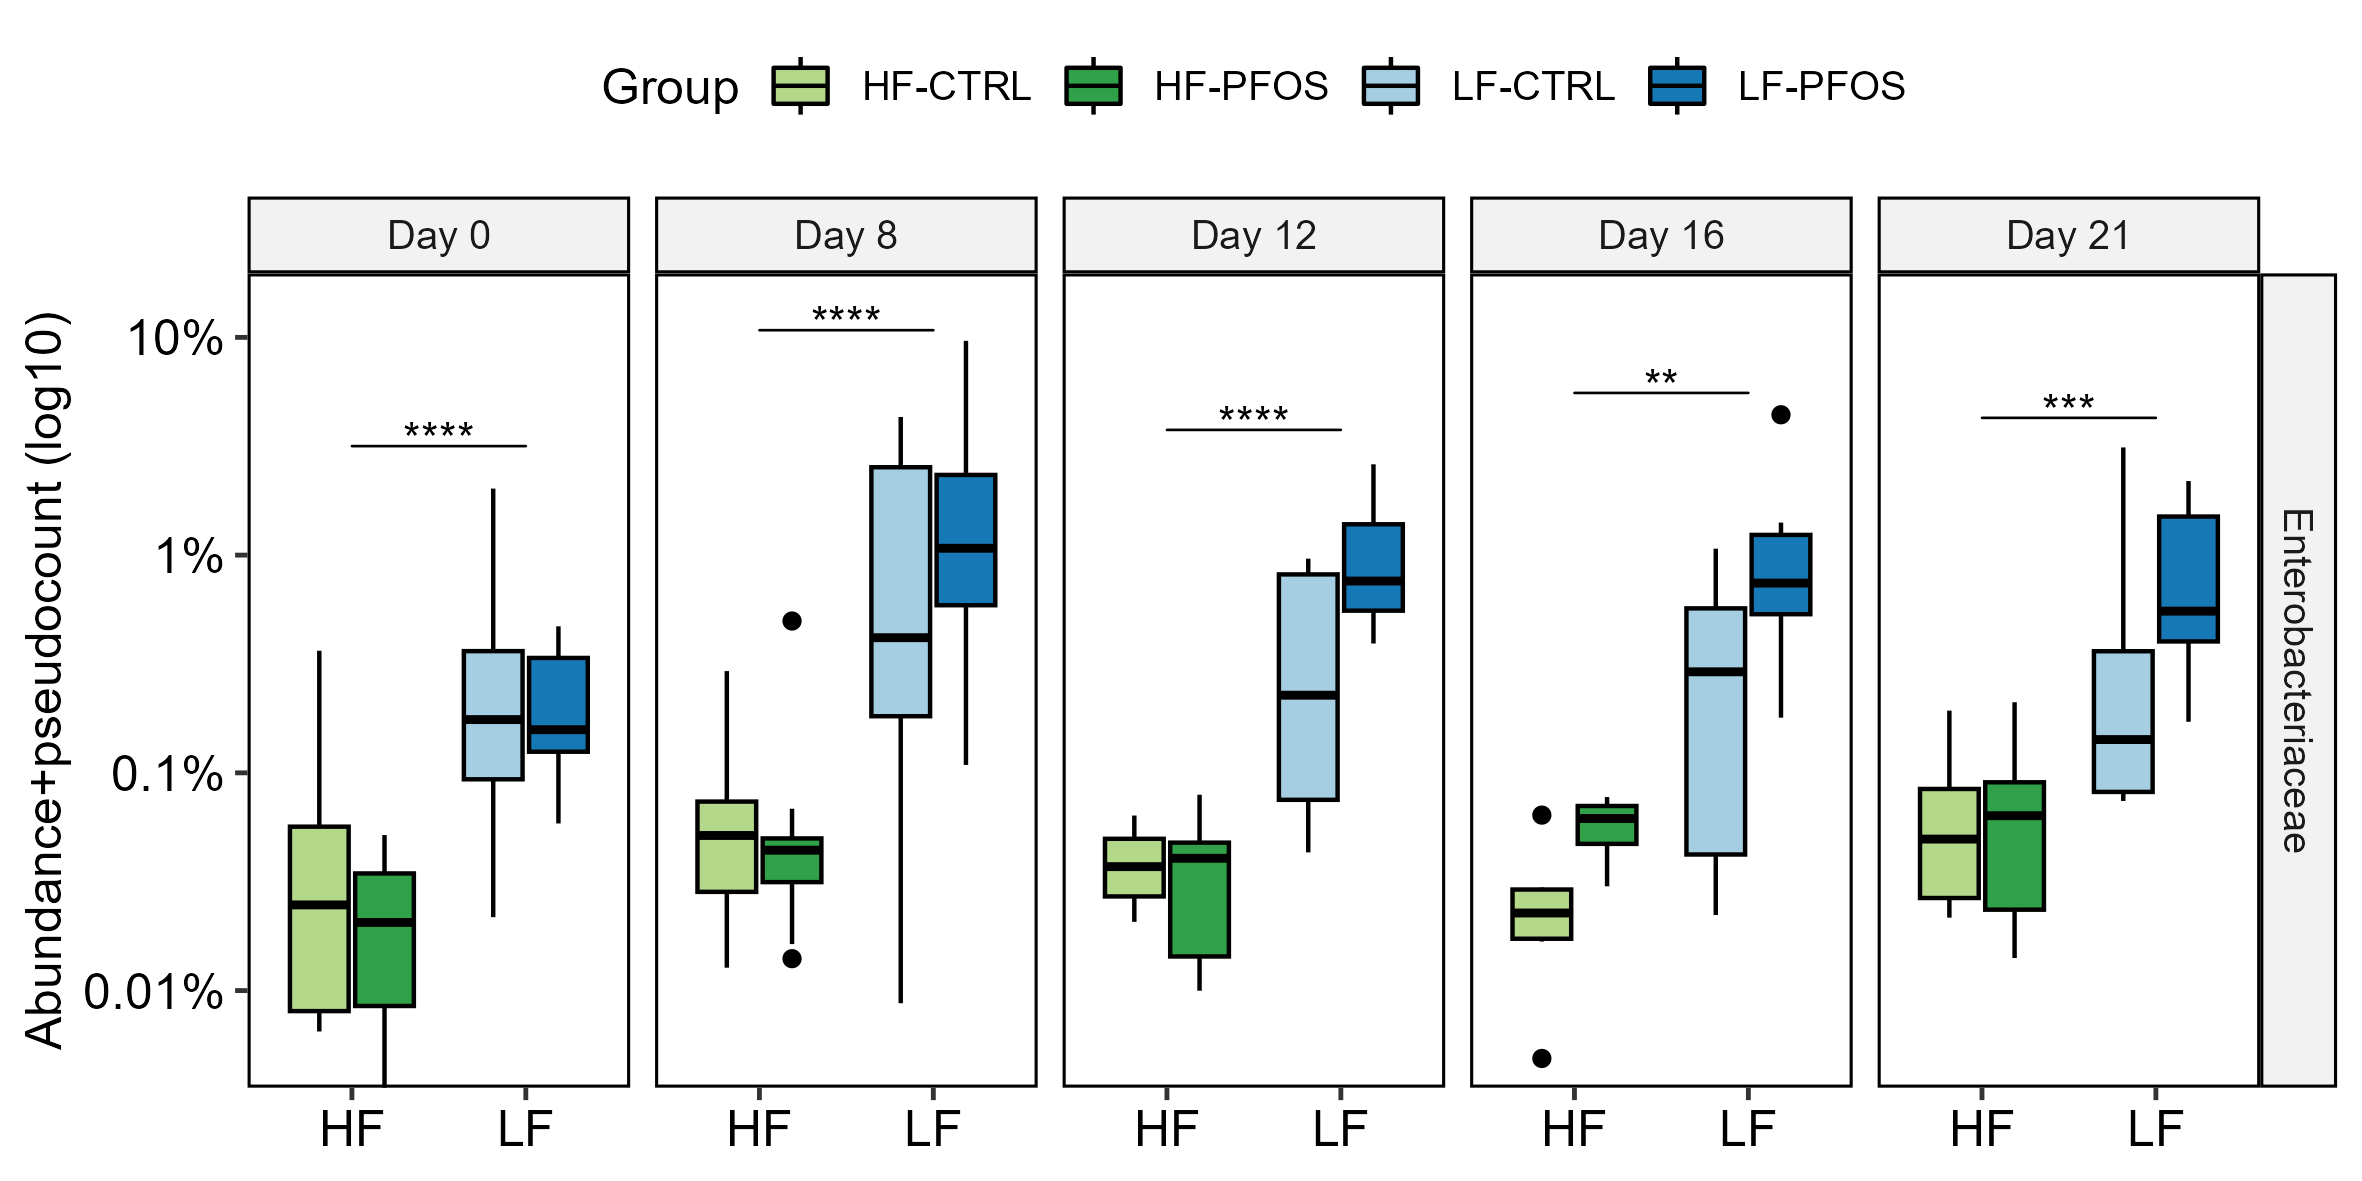 Group HF-CTRL HF-PFOS LF-CTRL LF-PFOS
Day 0 Day 8 Day 12 Day 16 Day 21
Abundance+pseudocount (log10)
10%
1%
0.1%
0.01%
****
****
****
**
***
Enterobacteriaceae
HF LF HF LF HF LF HF LF HF LF